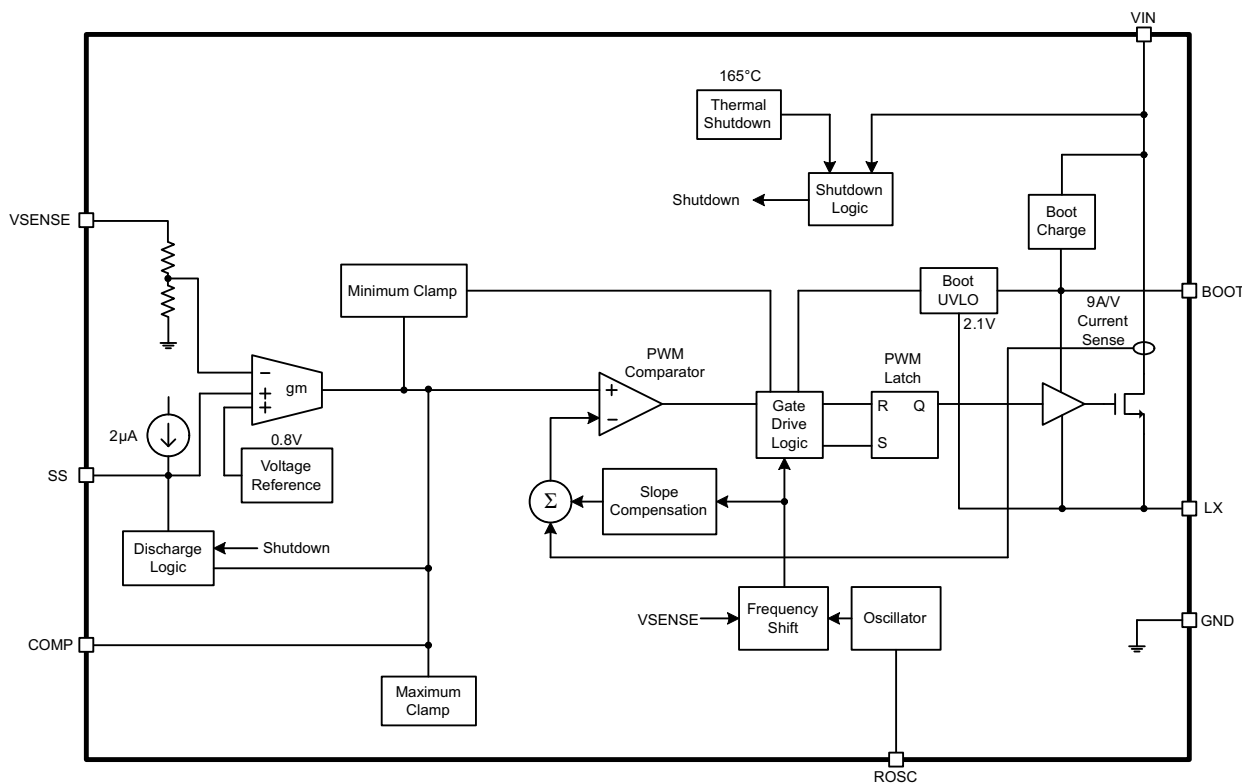 VIN
165°C
Thermal
Shutdown
Shutdown
Shutdown
Logic
Boot
Charge
VSENSE
Minimum Clamp
Boot
UVLO
2.1V
BOOT
9A/V
Current
Sense
PWM
Comparator
PWM
Latch
gm
−
+
+
+
−
Gate
Drive
Logic
R
Q
S
2µA
0.8V
Voltage
Reference
SS
Σ
Slope
Compensation
LX
Discharge
Logic
Shutdown
VSENSE
Frequency
Shift
Oscillator
GND
COMP
Maximum
Clamp
ROSC